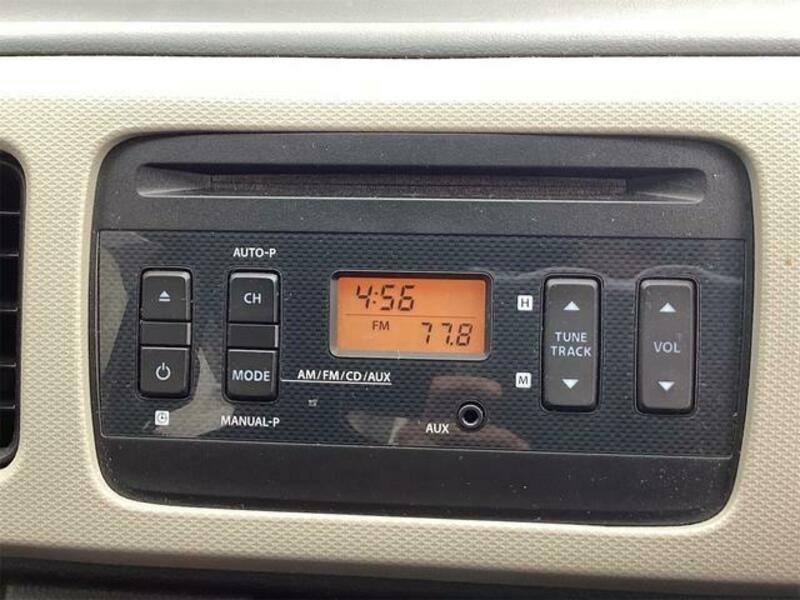 AUTO-P
CH
MODE
AM/FM/CD/AUX
MANUAL-P
4:56
FM
77.8
AUX
H
M
TUNE
TRACK
VOL